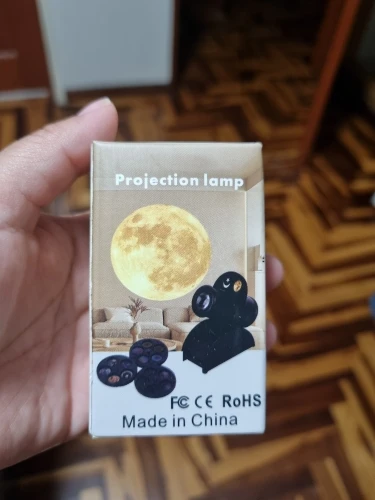 Projection lamp
FC CE RoHS
Made in China